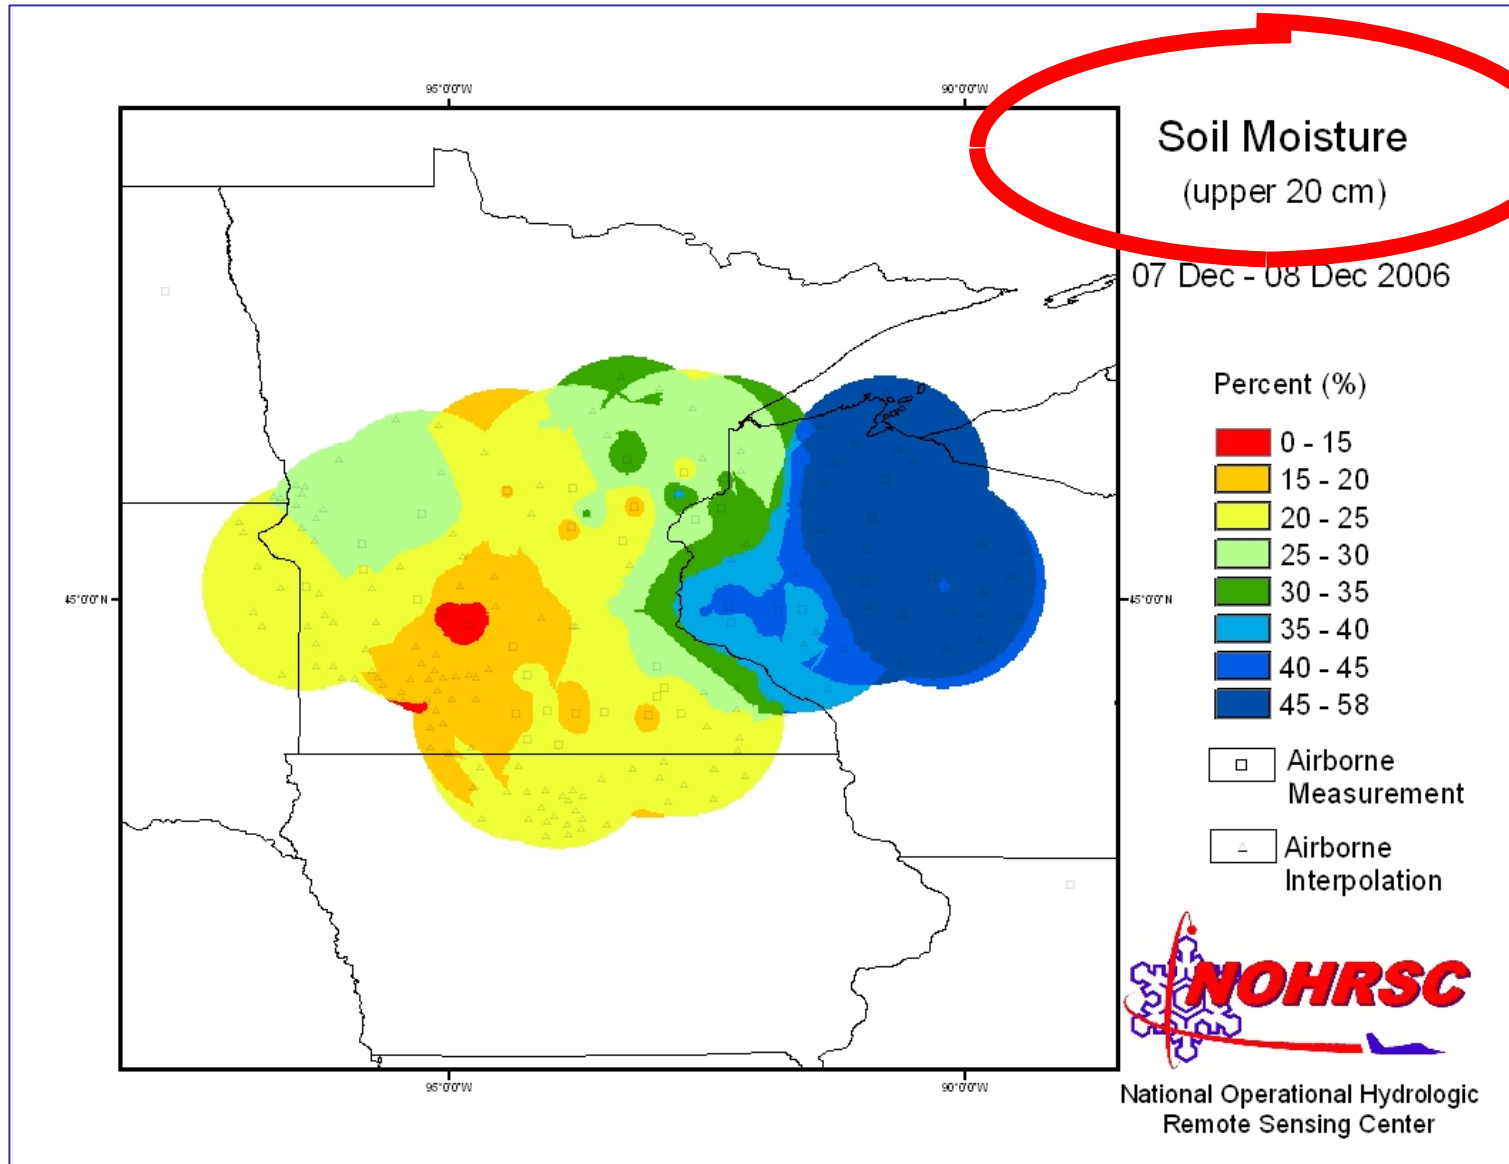 95°0'0"W
90°0'0"W
Soil Moisture
(upper 20 cm)
07 Dec - 08 Dec 2006
Percent (%)
0 - 15
15 - 20
20 - 25
25 - 30
30 - 35
35 - 40
40 - 45
45 - 58
45°0'0"N
45°0'0"N
Airborne
Measurement
Airborne
Interpolation
NOHRSC
95°0'0"W
90°0'0"W
National Operational Hydrologic
Remote Sensing Center